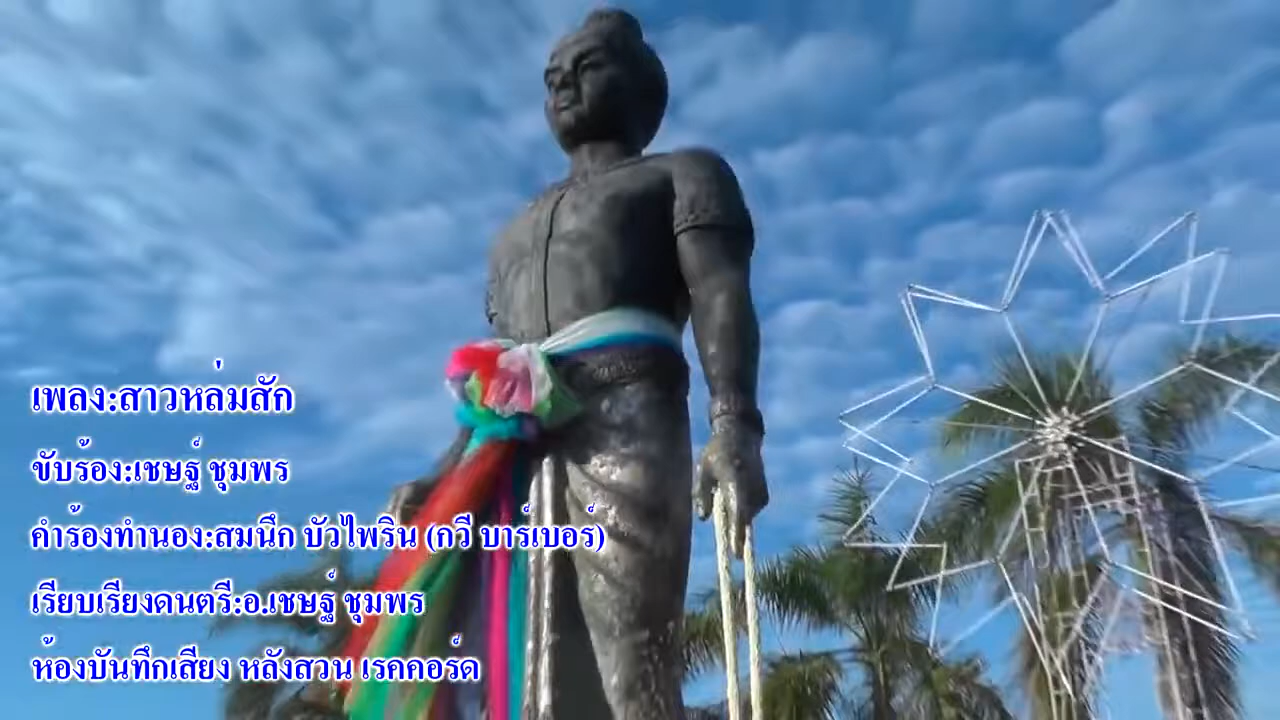 เพลง:สาวหล่มสัก
ขับร้อง:เชษฐ์ ชุมพร
คำร้องทำนอง:สมนึก บัวไพริน (กวี บาร์เบอร์)
เรียบเรียงดนตรี:อ.เชษฐ์ ชุมพร
ห้องบันทึกเสียง หลังสวน เรคคอร์ด